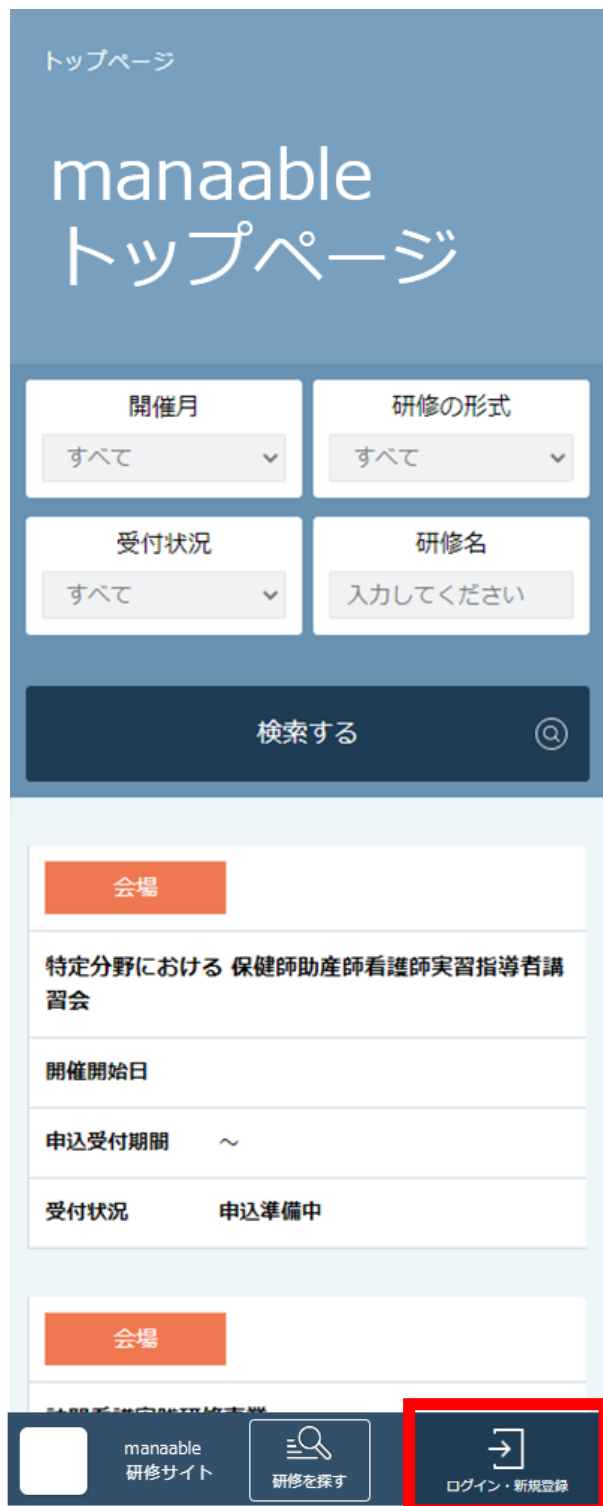 トップページ
manaable
トップページ
開催月
研修の形式
すべて
すべて
受付状況
研修名
すべて
入力してください
検索する
会場
特定分野における 保健師助産師看護師実習指導者講
習会
開催開始日
申込受付期間 ～
受付状況 申込準備中
会場
manaable
研修サイト
研修を探す
ログイン・新規登録